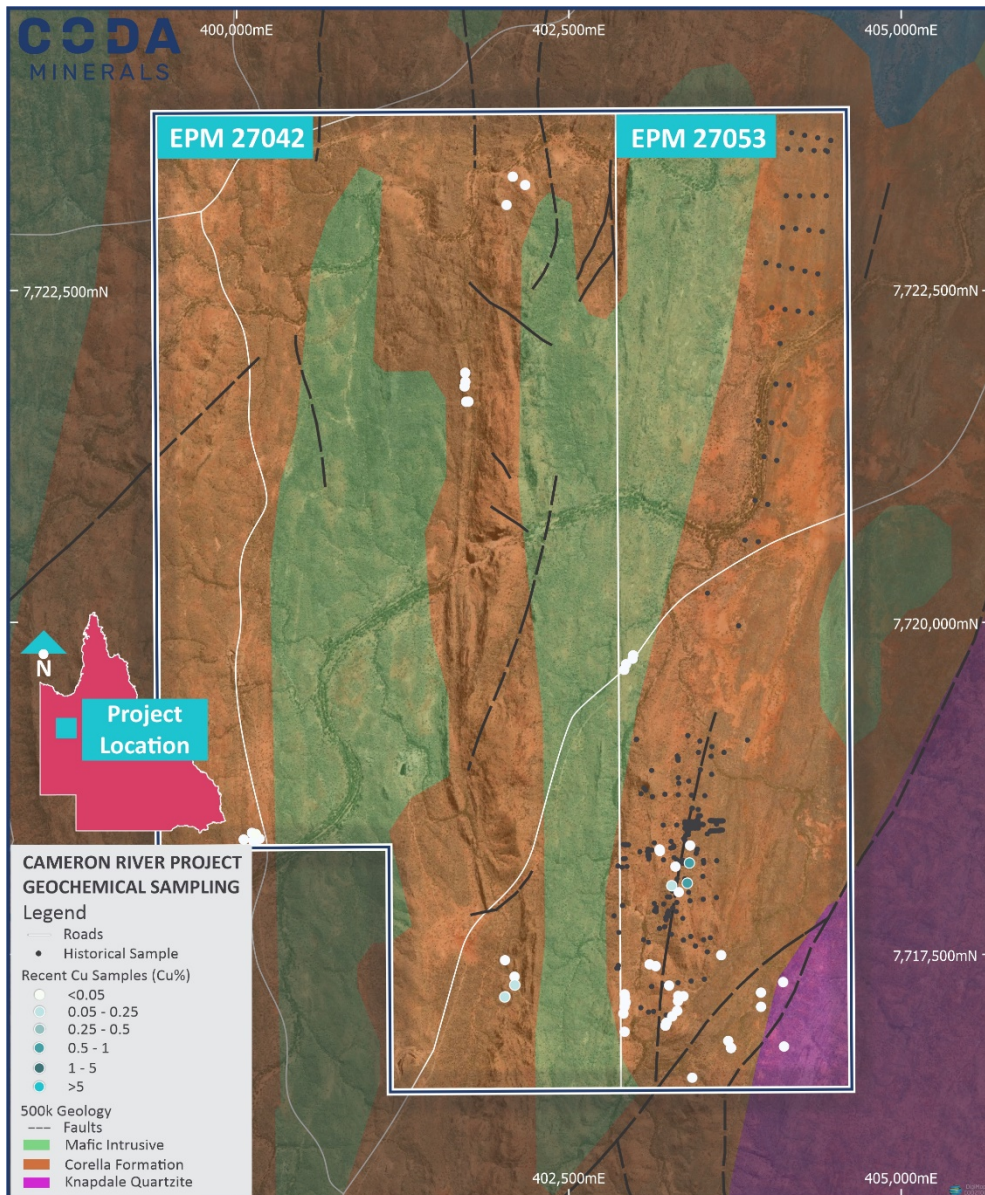 CODA
MINERALS
400,000mE
402,500mE
405,000mE
EPM 27042
EPM 27053
7,722,500mN
7,722,500mN
7,720,000mN
N
Project
Location
7,717,500mN
CAMERON RIVER PROJECT
GEOCHEMICAL SAMPLING
Legend
Roads
Historical Sample
Recent Cu Samples (Cu%)
<0.05
0.05 - 0.25
0.25 - 0.5
0.5 - 1
1 - 5
>5
500k Geology
Faults
Mafic Intrusive
Corella Formation
Knapdale Quartzite
402,500mE
405,000mE